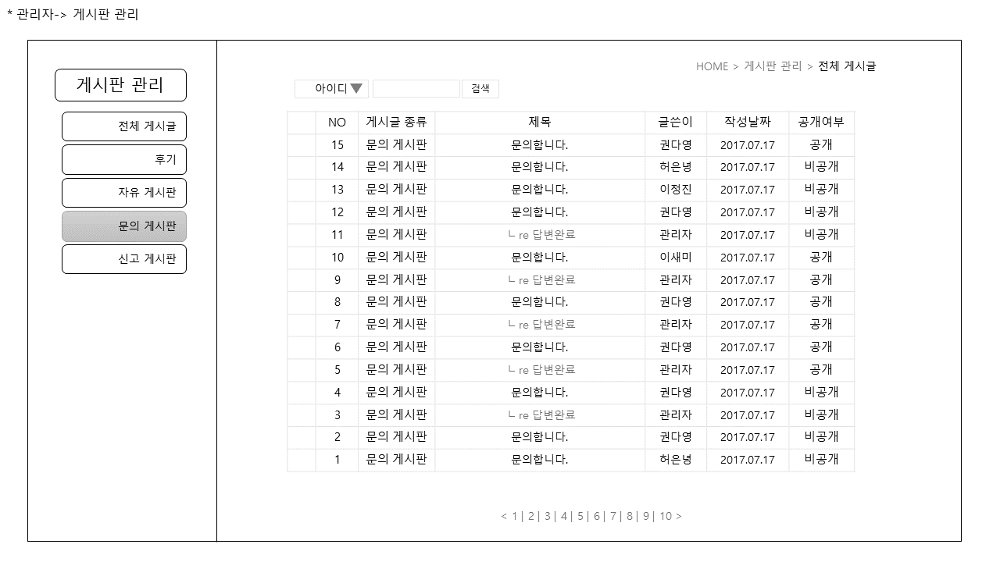 * 관리자-> 게시판 관리
HOME > 게시판 관리 > 전체 게시글
게시판 관리
전체 게시글
후기
자유 게시판
문의 게시판
신고 게시판
아이디 ▼ 검색
NO 게시글 종류 제목 글쓴이 작성날짜 공개여부
15 문의 게시판 문의합니다. 권다영 2017.07.17 공개
14 문의 게시판 문의합니다. 허은녕 2017.07.17 비공개
13 문의 게시판 문의합니다. 이정진 2017.07.17 비공개
12 문의 게시판 문의합니다. 권다영 2017.07.17 비공개
11 문의 게시판 ㄴ re 답변완료 관리자 2017.07.17 비공개
10 문의 게시판 문의합니다. 이새미 2017.07.17 공개
9 문의 게시판 ㄴ re 답변완료 관리자 2017.07.17 공개
8 문의 게시판 문의합니다. 권다영 2017.07.17 공개
7 문의 게시판 ㄴ re 답변완료 관리자 2017.07.17 공개
6 문의 게시판 문의합니다. 권다영 2017.07.17 공개
5 문의 게시판 ㄴ re 답변완료 관리자 2017.07.17 공개
4 문의 게시판 문의합니다. 권다영 2017.07.17 비공개
3 문의 게시판 ㄴ re 답변완료 관리자 2017.07.17 비공개
2 문의 게시판 문의합니다. 권다영 2017.07.17 비공개
1 문의 게시판 문의합니다. 허은녕 2017.07.17 비공개
< 1 | 2 | 3 | 4 | 5 | 6 | 7 | 8 | 9 | 10 >